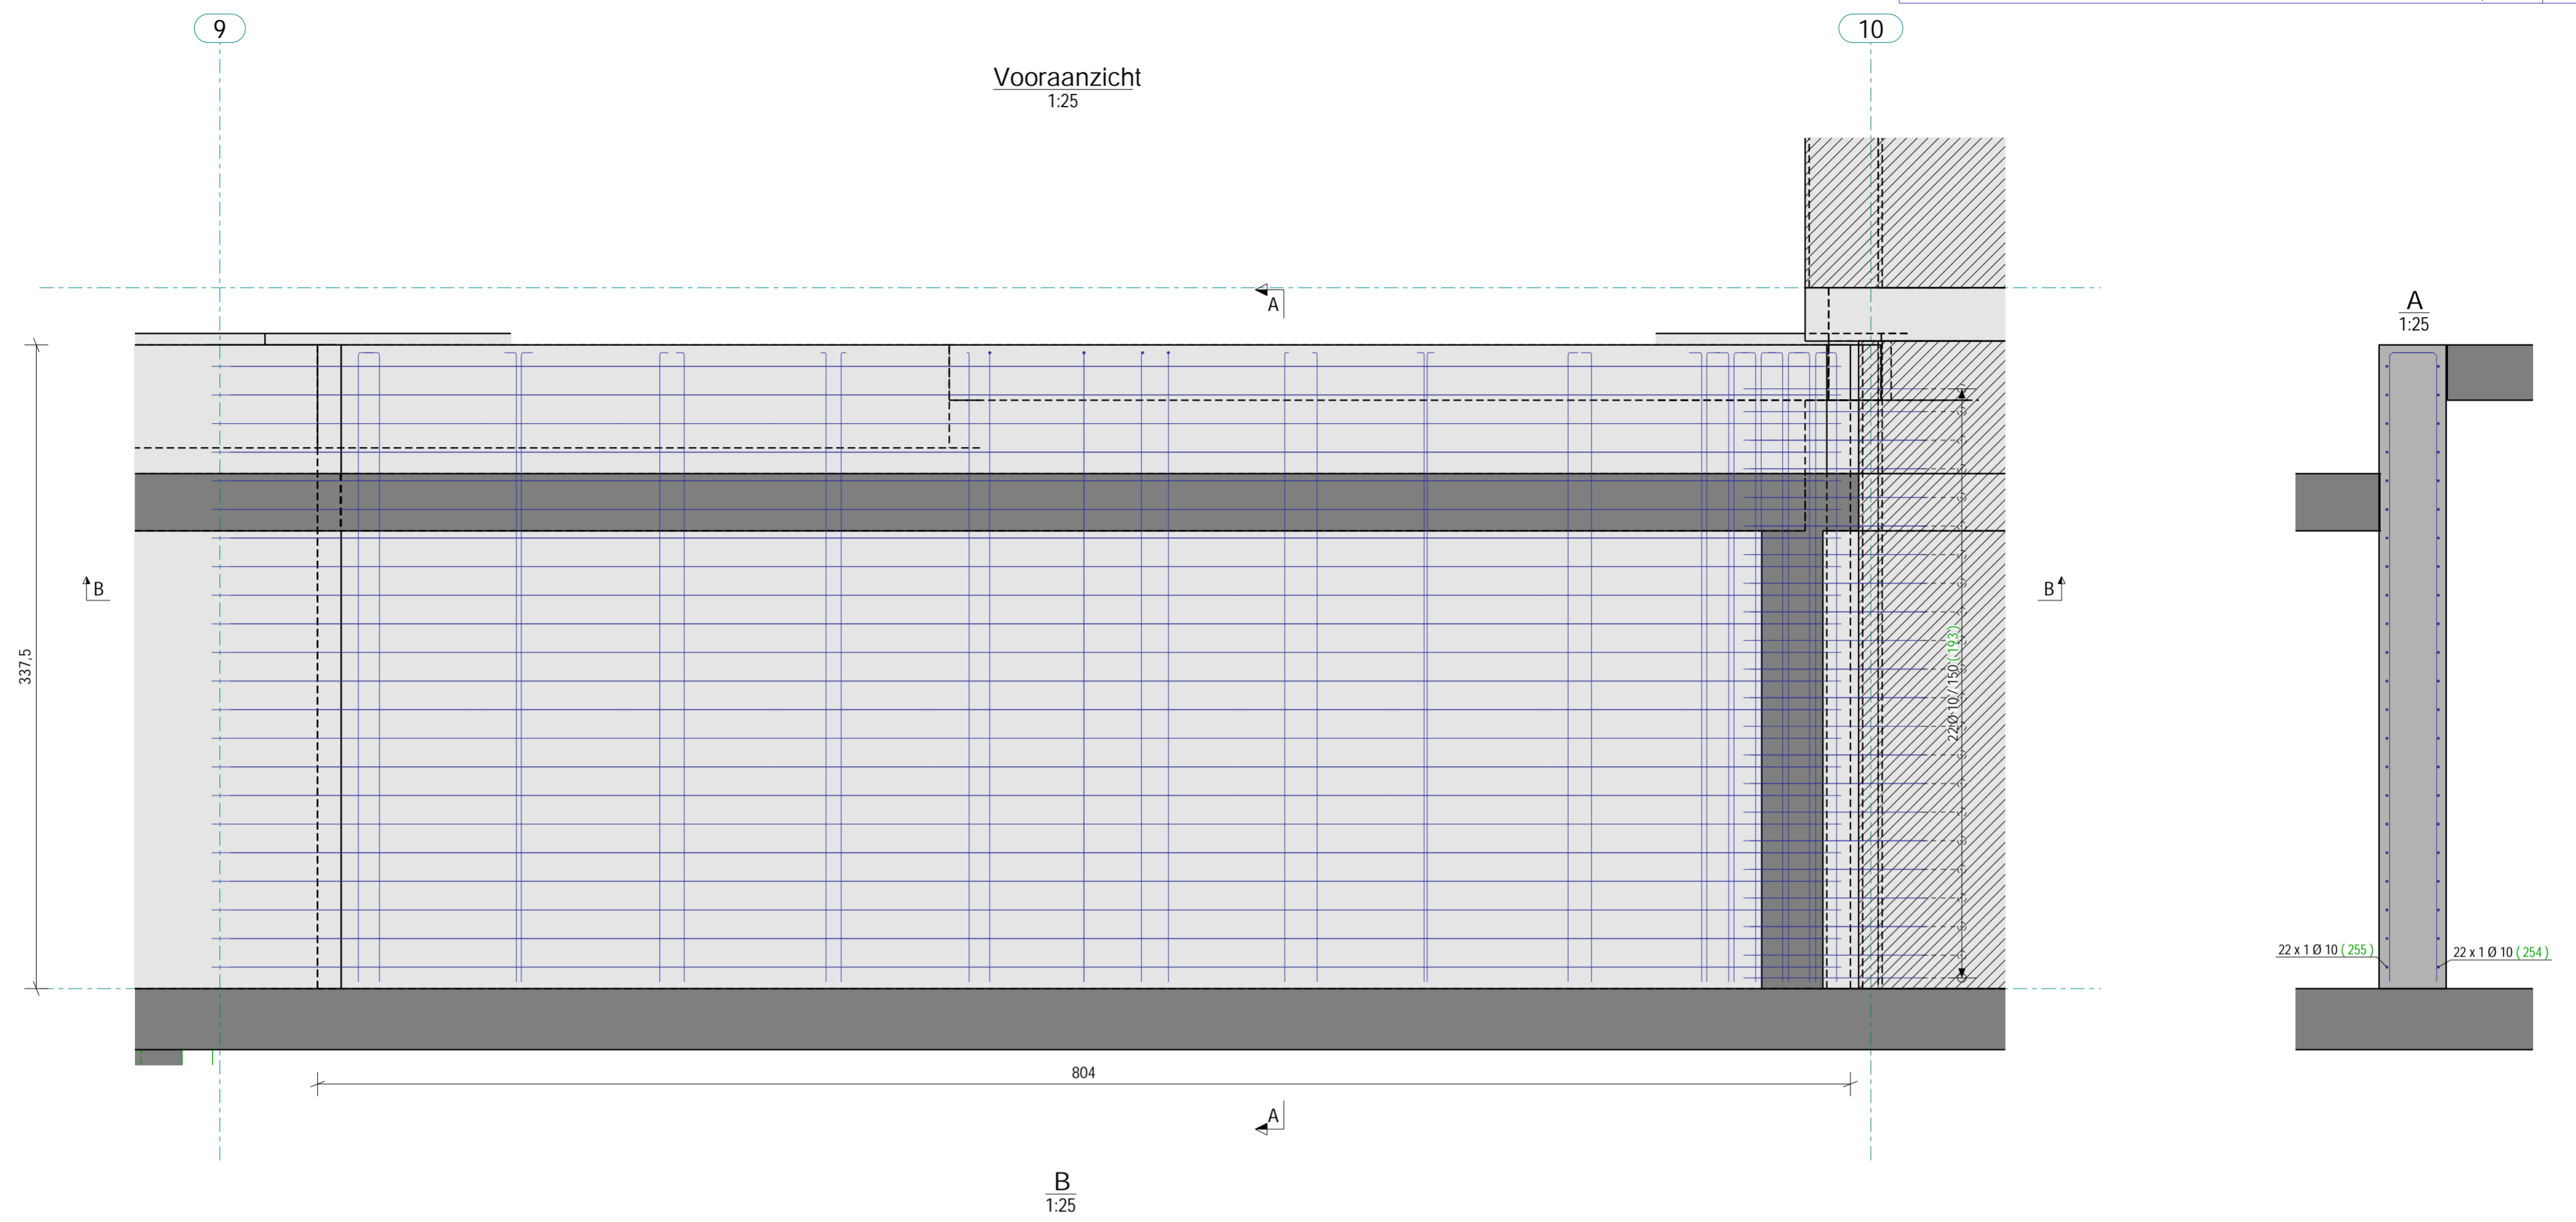 9
10
Vooraanzicht
1:25
A
A
1:25
337,5
B
B
22Ø10/150(193)
22 x 1 Ø 10 ( 255 )
22 x 1 Ø 10 ( 254 )
804
A
B
1:25